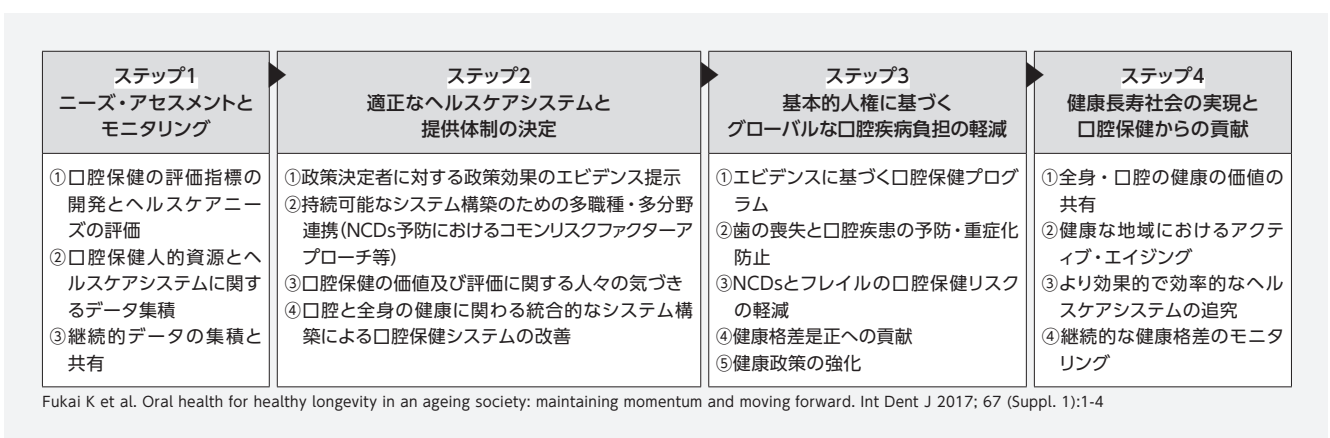 ステップ1
ニーズ・アセスメントと
モニタリング
①口腔保健の評価指標の
開発とヘルスケアニー
ズの評価
②口腔保健人的資源とヘ
ルスケアシステムに関す
るデータ集積
③継続的データの集積と
共有
ステップ2
適正なヘルスケアシステムと
提供体制の決定
①政策決定者に対する政策効果のエビデンス提示
②持続可能なシステム構築のための多職種・多分野
連携(NCDs予防におけるコモンリスクファクターア
プローチ等)
③口腔保健の価値及び評価に関する人々の気づき
④口腔と全身の健康に関わる統合的なシステム構
築による口腔保健システムの改善
ステップ3
基本的人権に基づく
グローバルな口腔疾病負担の軽減
①エビデンスに基づく口腔保健プログ
ラム
②歯の喪失と口腔疾患の予防・重症化
防止
③NCDsとフレイルの口腔保健リスク
の軽減
④健康格差是正への貢献
⑤健康政策の強化
ステップ4
健康長寿社会の実現と
口腔保健からの貢献
①全身・口腔の健康の価値の
共有
②健康な地域におけるアクテ
ィブ・エイジング
③より効果的で効率的なヘル
スケアシステムの追究
④継続的な健康格差のモニタ
リング
Fukai K et al. Oral health for healthy longevity in an ageing society: maintaining momentum and moving forward. Int Dent J 2017; 67 (Suppl. 1):1-4